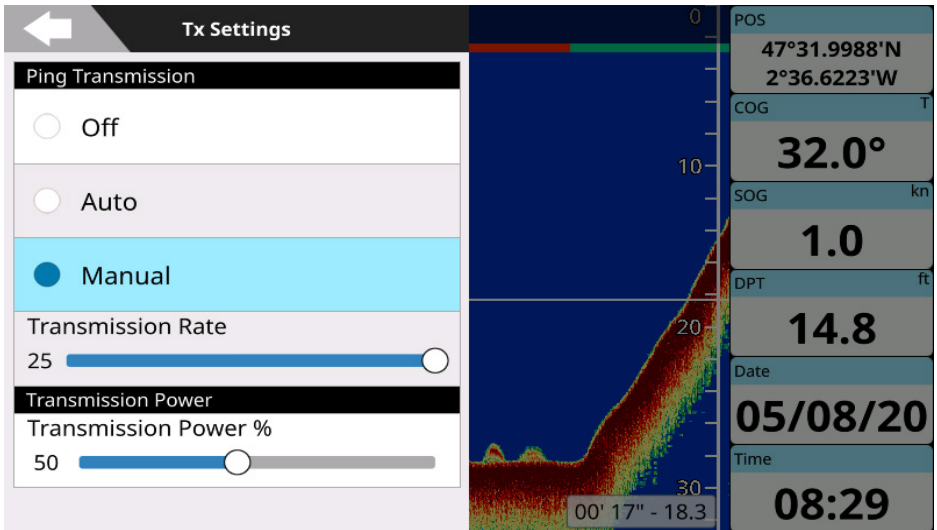 Tx Settings
Ping Transmission
Off
Auto
Manual
Transmission Rate
25
Transmission Power
Transmission Power %
50
0
10
20
30
00' 17" - 18.3
POS
47°31.9988'N
2°36.6223'W
COG T
32.0°
SOG kn
1.0
DPT ft
14.8
Date
05/08/20
Time
08:29